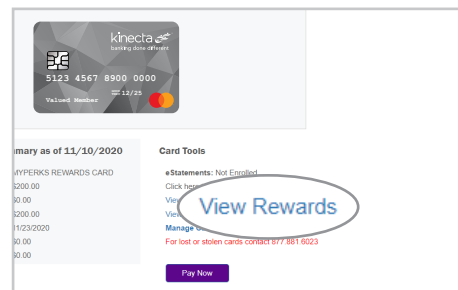 kinecta
banking done different
5123 4567 8900 0000
12/25
Valued Member
mary as of 11/10/2020
MYPERKS REWARDS CARD
$200.00
$0.00
$200.00
11/23/2020
$0.00
$0.00
Card Tools
eStatements: Not Enrolled
Click here
View
View Rewards
Manage
For lost or stolen cards contact 877.881.6023
Pay Now